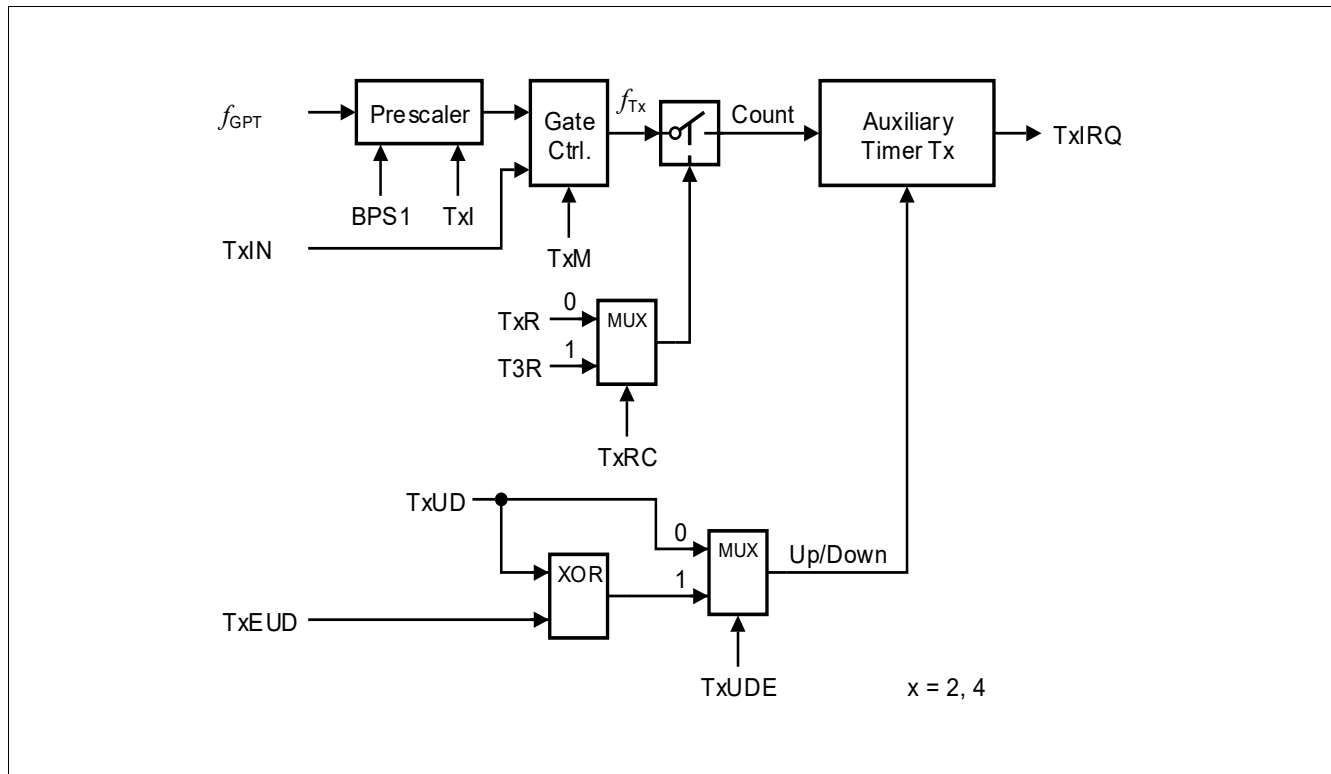 fGPT
Prescaler
Gate
Ctrl.
fTx
Count
Auxiliary
Timer Tx
TxIRQ
BPS1
TxI
TxIN
TxM
TxR
0
MUX
T3R
1
TxRC
TxUD
0
MUX
Up/Down
XOR
1
TxEUD
TxUDE
x = 2, 4